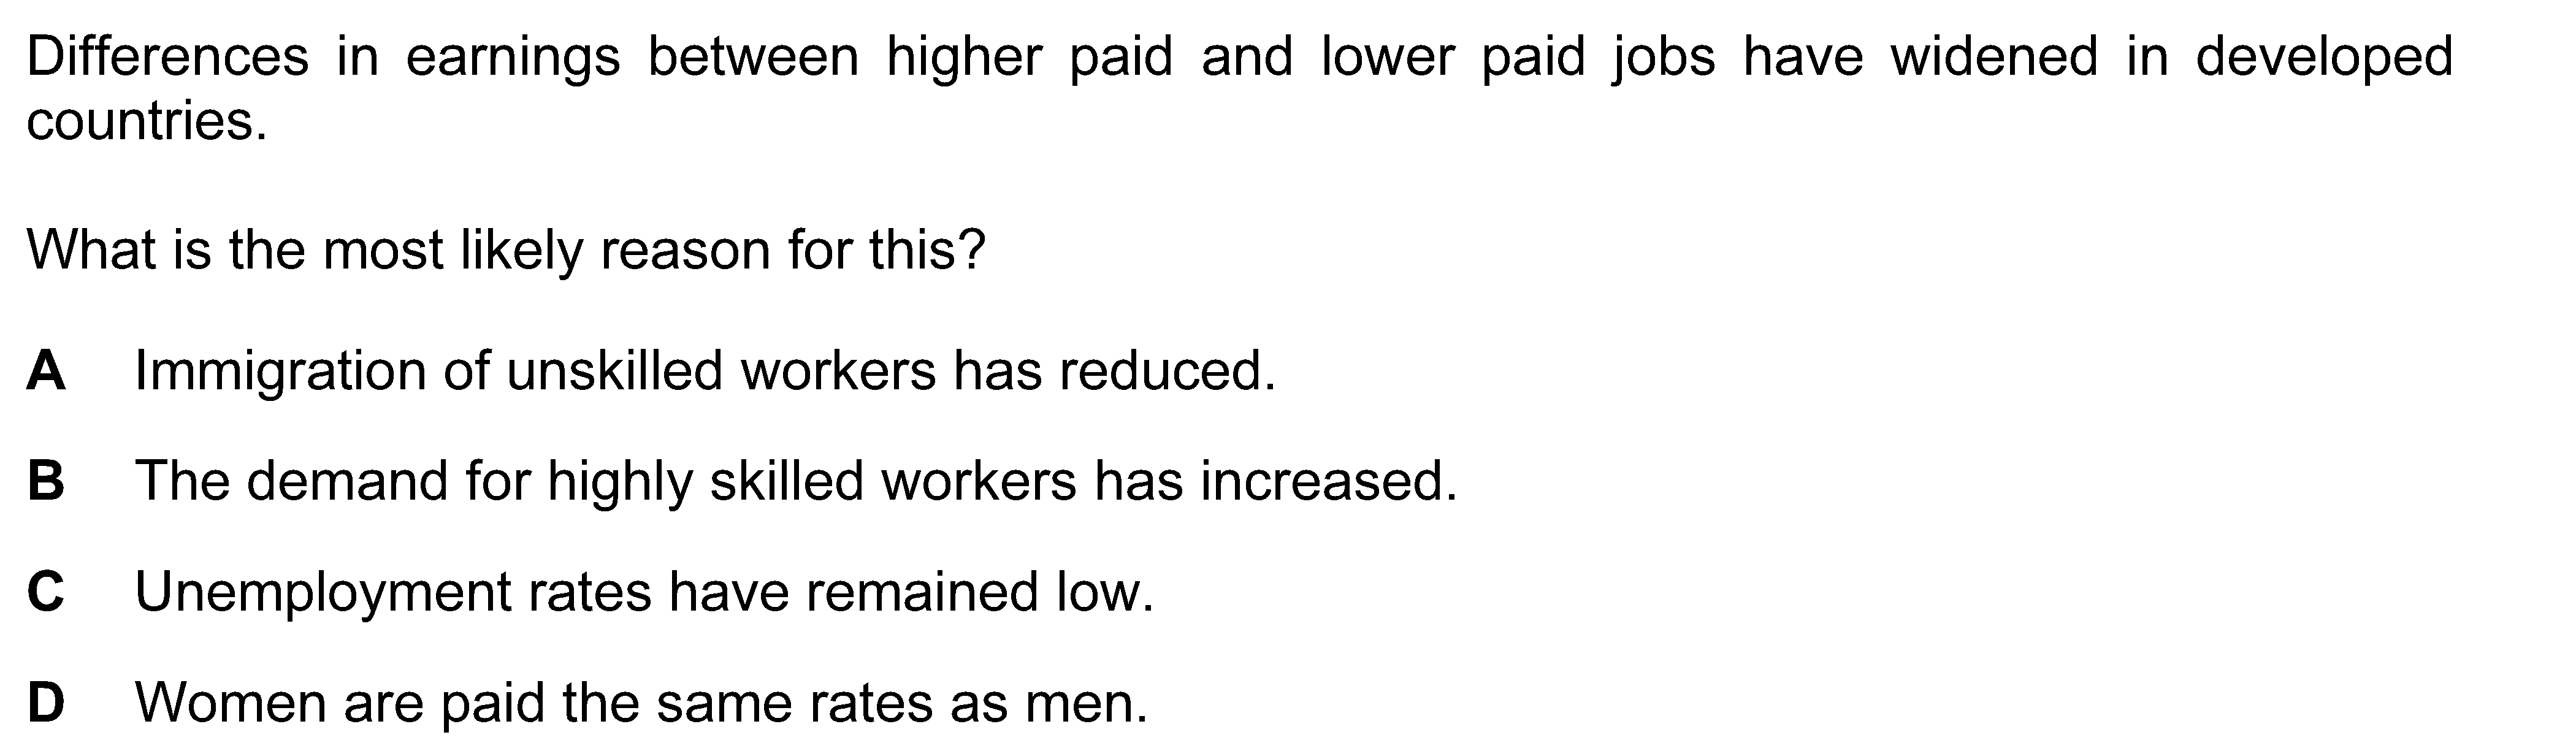 Differences in earnings between higher paid and lower paid jobs have widened in developed
countries.
What is the most likely reason for this?
A Immigration of unskilled workers has reduced.
B The demand for highly skilled workers has increased.
C Unemployment rates have remained low.
D Women are paid the same rates as men.